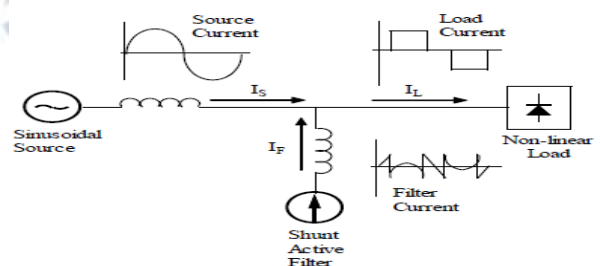 Source
Current
Load
Current
IS
IL
Sinusoidal
Source
IF
Non-linear
Load
Filter
Current
Shunt
Active
Filter